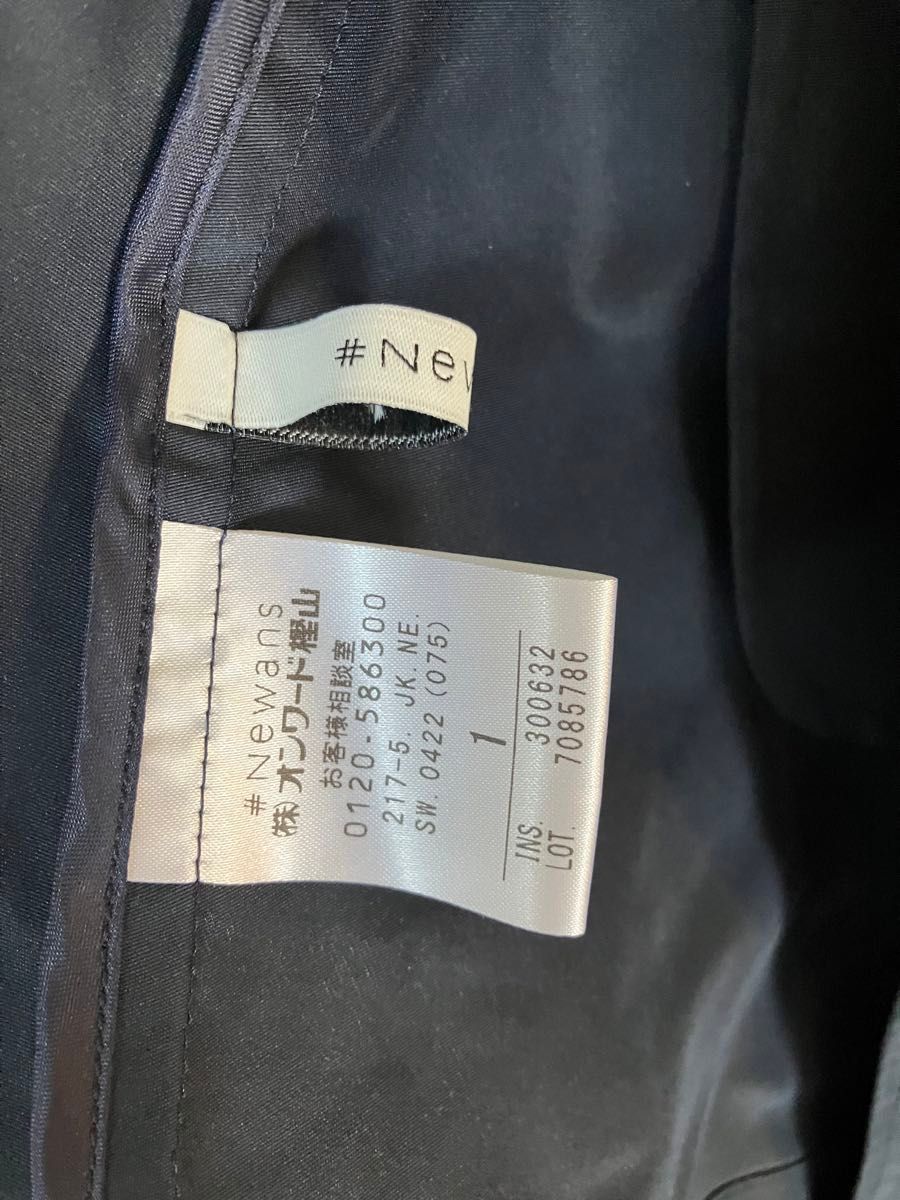 #New
#Newans
㈱オンワード樫山
お客様相談室
0120-586300
217-5. JK. NE.
SW. 0422 (075)
1
INS. 300632
LOT. 7085786